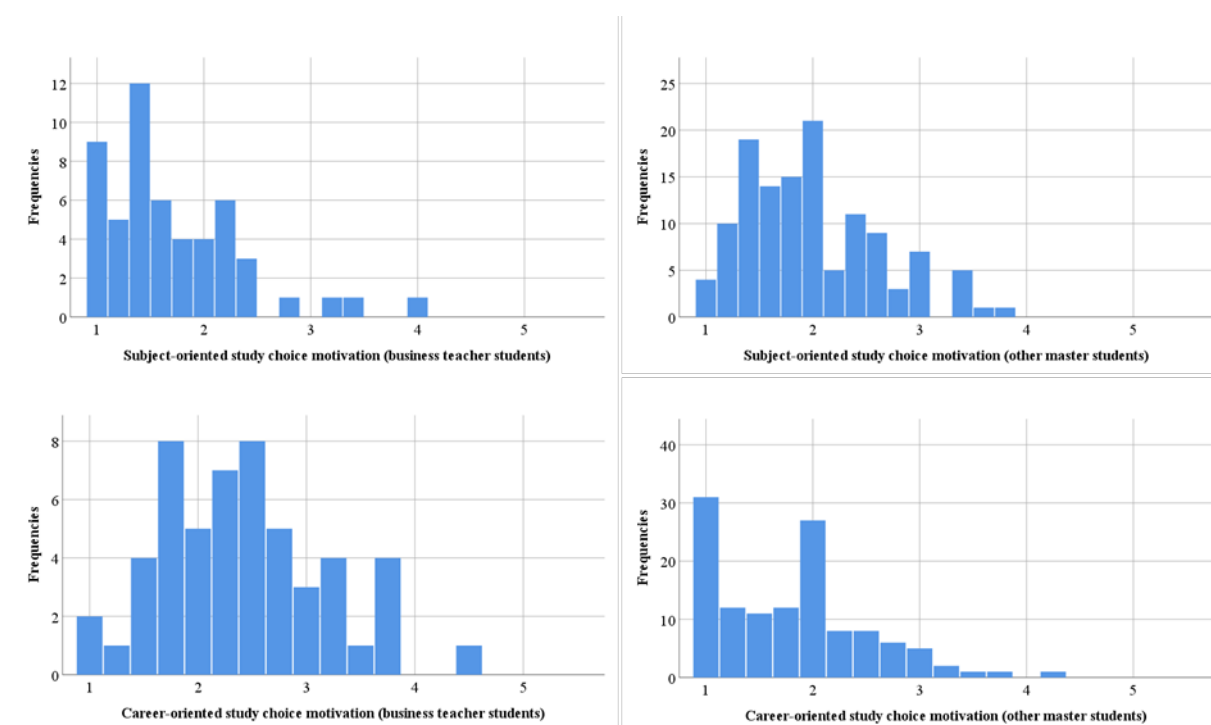 12
10
8
6
4
2
0
Frequencies
1 2 3 4 5
Subject-oriented study choice motivation (business teacher students)
25
20
15
10
5
0
Frequencies
1 2 3 4 5
Subject-oriented study choice motivation (other master students)
8
6
4
2
0
Frequencies
1 2 3 4 5
Career-oriented study choice motivation (business teacher students)
40
30
20
10
0
Frequencies
1 2 3 4 5
Career-oriented study choice motivation (other master students)